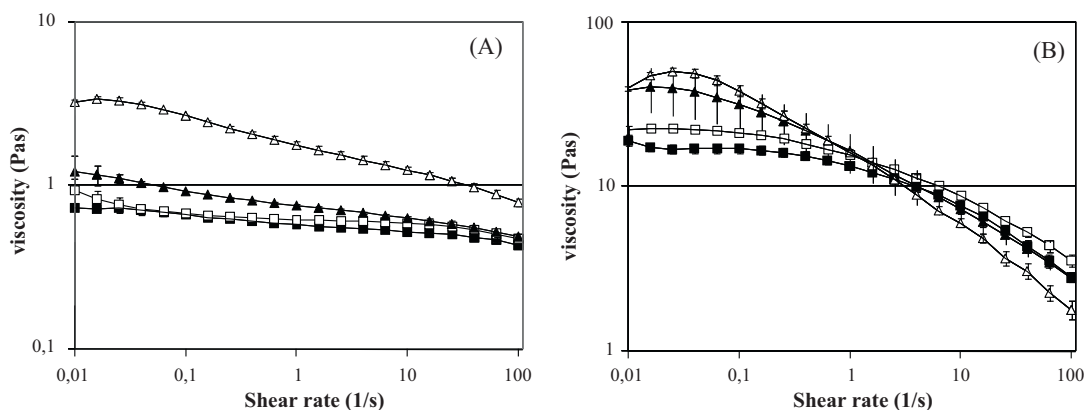 10
(A)
viscosity (Pas)
1
0,1
0,01 0,1 1 10 100
Shear rate (1/s)
100
(B)
viscosity (Pas)
10
1
0,01 0,1 1 10 100
Shear rate (1/s)